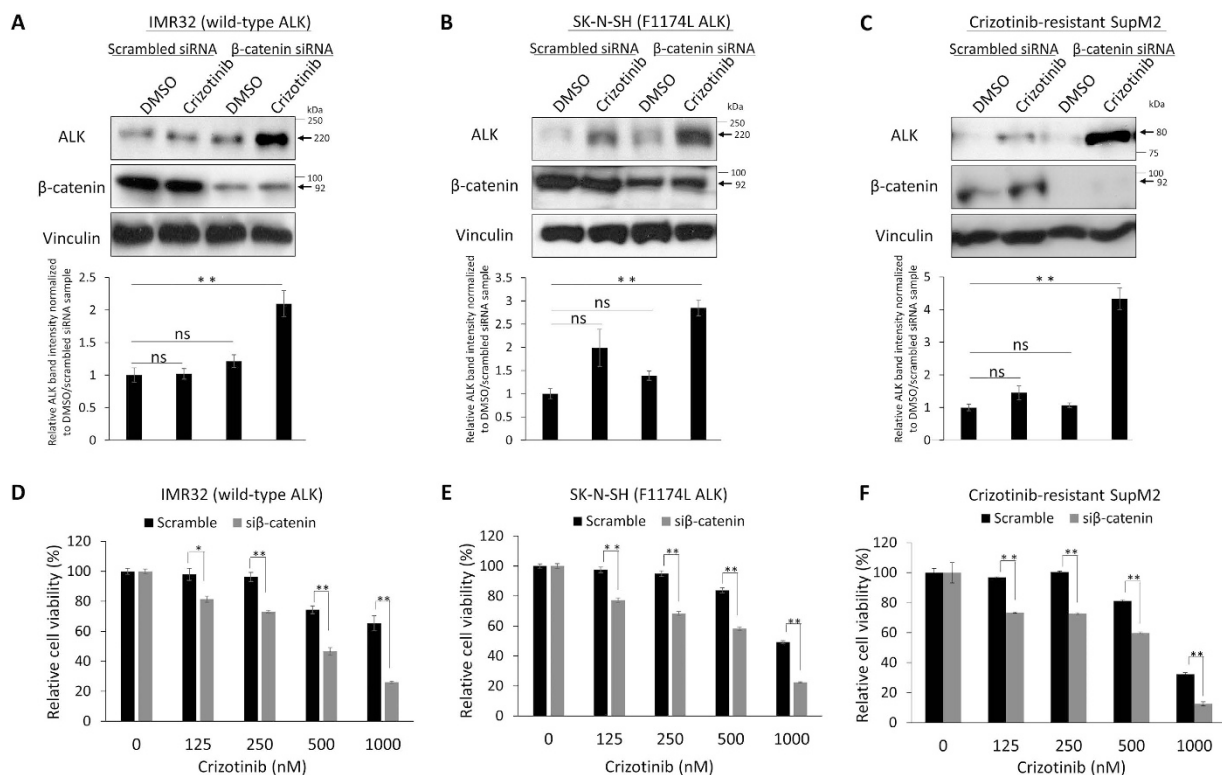 A
IMR32 (wild-type ALK)
Scrambled siRNA β-catenin siRNA
DMSO Crizotinib DMSO Crizotinib
kDa
250
ALK
220
β-catenin
100
92
Vinculin
Relative ALK band intensity normalized
to DMSO/scrambled siRNA sample
2.5
2
1.5
1
0.5
0
* *
ns
ns
B
SK-N-SH (F1174L ALK)
Scrambled siRNA β-catenin siRNA
DMSO Crizotinib DMSO Crizotinib
kDa
250
ALK
220
β-catenin
100
92
Vinculin
Relative ALK band intensity normalized
to DMSO/scrambled siRNA sample
3.5
3
2.5
2
1.5
1
0.5
0
* *
ns
ns
C
Crizotinib-resistant SupM2
Scrambled siRNA β-catenin siRNA
DMSO Crizotinib DMSO Crizotinib
kDa
ALK
80
75
β-catenin
100
92
Vinculin
Relative ALK band intensity normalized
to DMSO/scrambled siRNA sample
5
4
3
2
1
0
* *
ns
ns
D
IMR32 (wild-type ALK)
Scramble siβ-catenin
Relative cell viability (%)
120
100
80
60
40
20
0
*
**
**
**
0 125 250 500 1000
Crizotinib (nM)
E
SK-N-SH (F1174L ALK)
Scramble siβ-catenin
Relative cell viability (%)
120
100
80
60
40
20
0
* *
**
**
**
0 125 250 500 1000
Crizotinib (nM)
F
Crizotinib-resistant SupM2
Scramble siβ-catenin
Relative cell viability (%)
120
100
80
60
40
20
0
* *
**
**
**
0 125 250 500 1000
Crizotinib (nM)